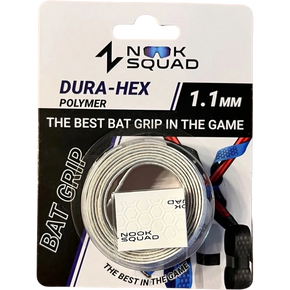 NOOK
SQUAD
DURA-HEX
POLYMER
1.1MM
THE BEST BAT GRIP IN THE GAME
BAT GRIP
NOOK
SQUAD
THE BEST IN THE GAME